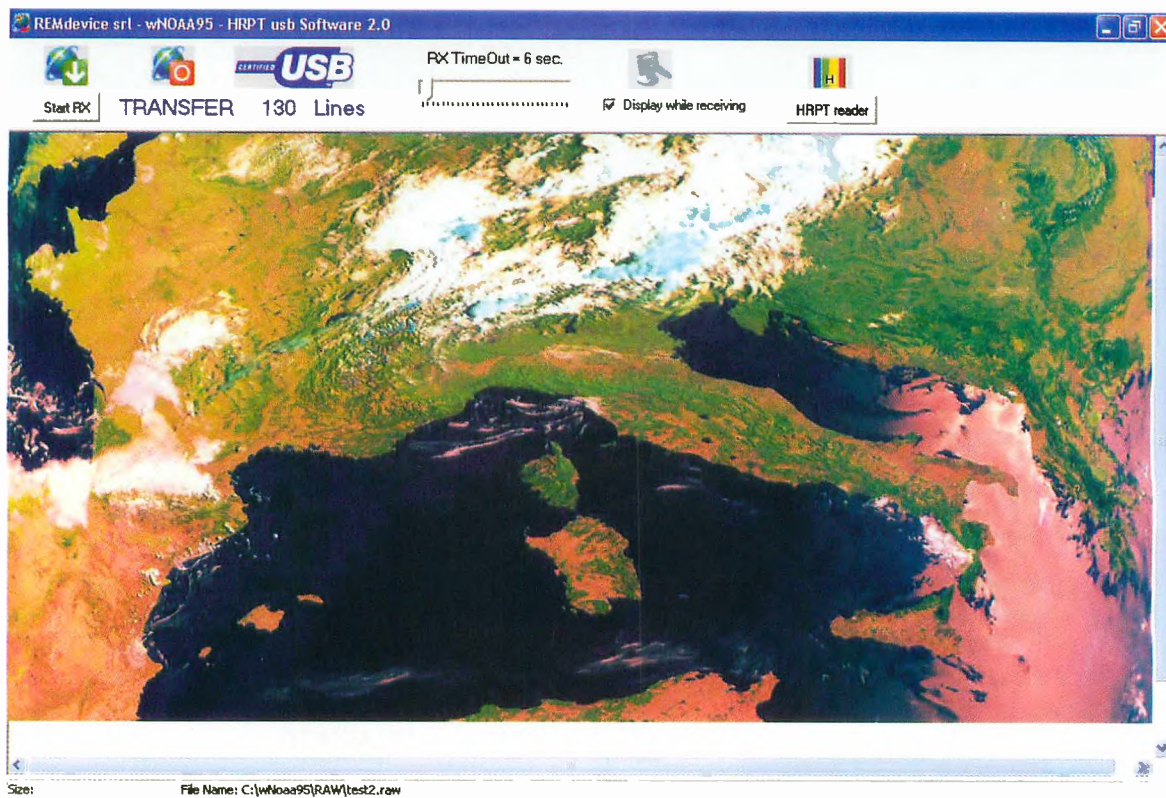 REMdevice srl - wNOAA95 - HRPT usb Software 2.0
CERTIFIED USB
RX TimeOut = 6 sec.
H
Start RX
TRANSFER 130 Lines
Display while receiving
HRPT reader
Size:
File Name: C:\wNoaa95\RAW\test2.raw